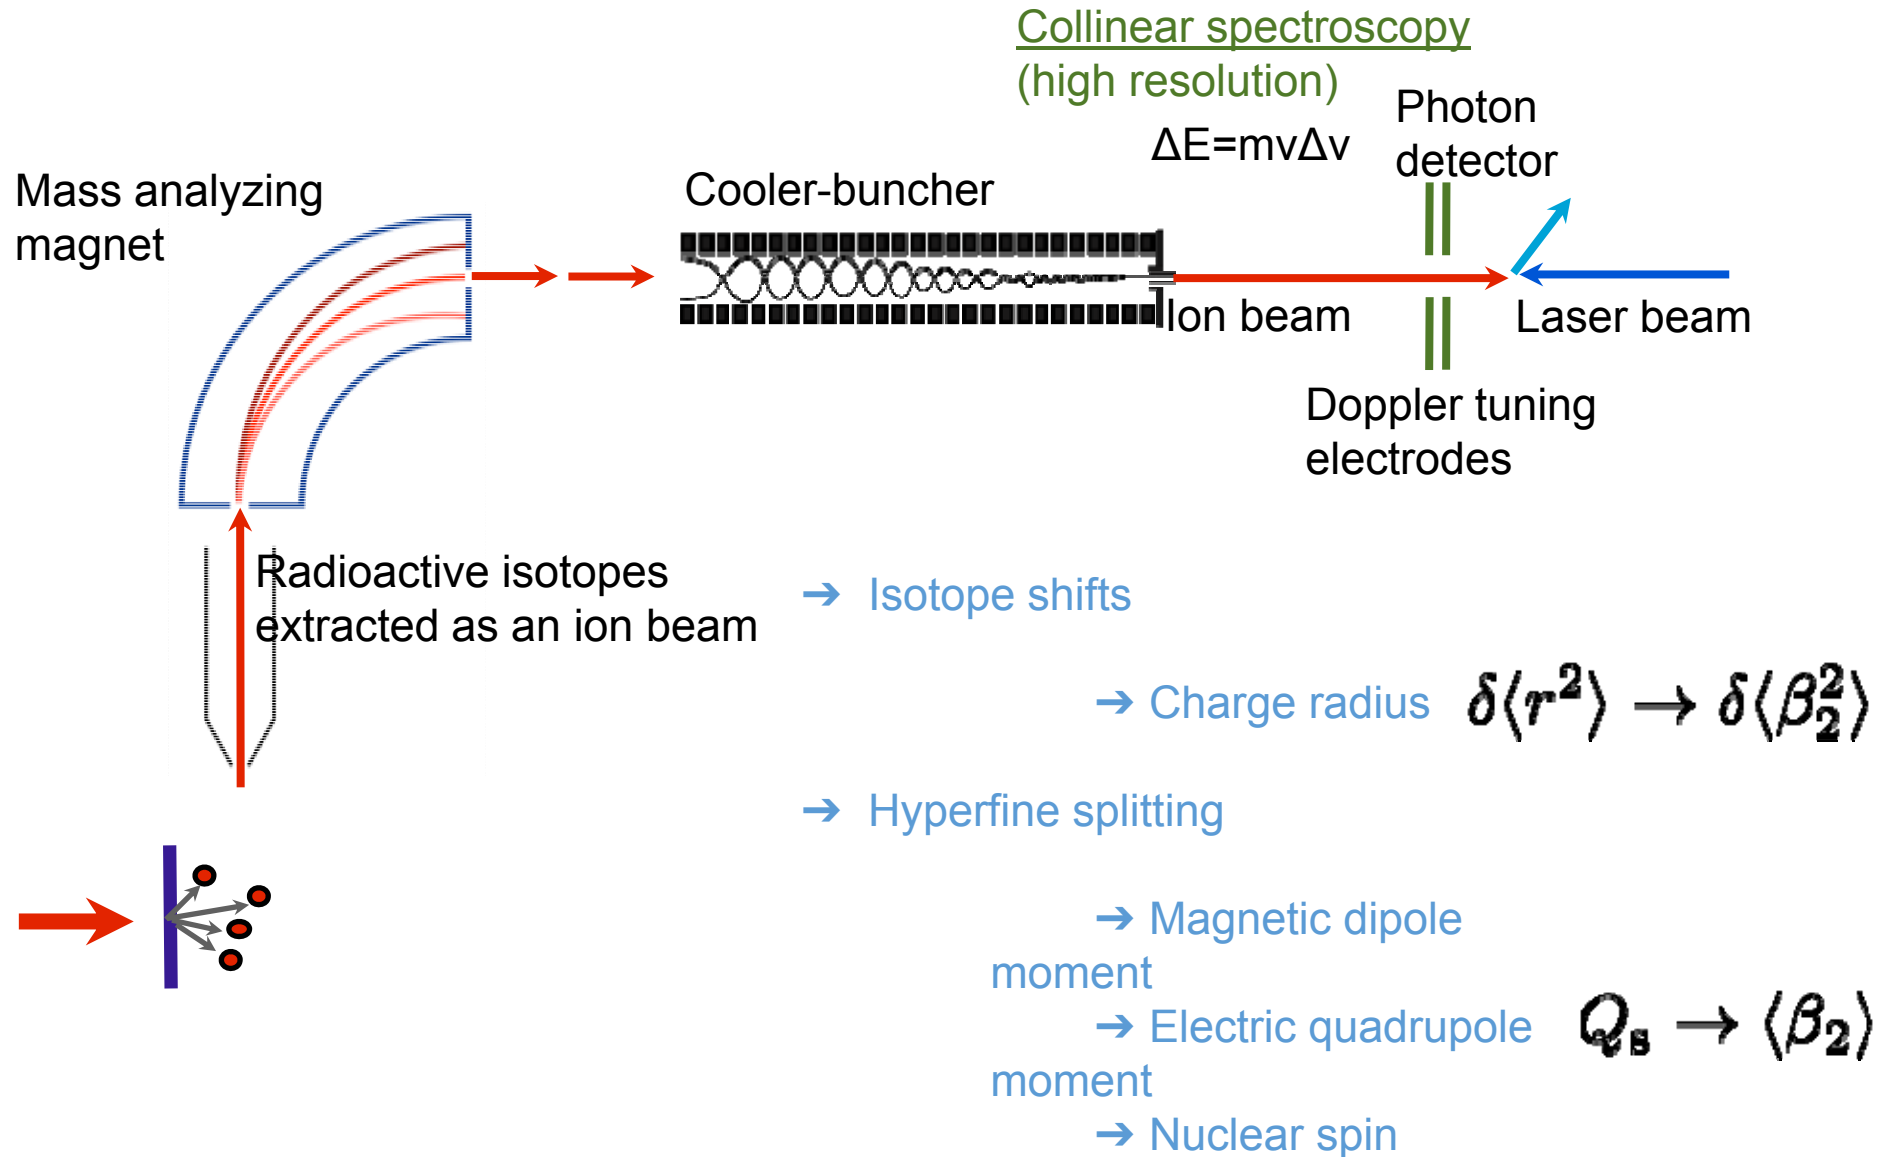 Collinear spectroscopy
(high resolution)
ΔE=mvΔv
Photon
detector
Mass analyzing
magnet
Cooler-buncher
Ion beam
Laser beam
Doppler tuning
electrodes
Radioactive isotopes
extracted as an ion beam
➔ Isotope shifts
➔ Charge radius δ⟨r²⟩ → δ⟨β₂²⟩
➔ Hyperfine splitting
➔ Magnetic dipole
moment
➔ Electric quadrupole Qₛ → ⟨β₂⟩
moment
➔ Nuclear spin